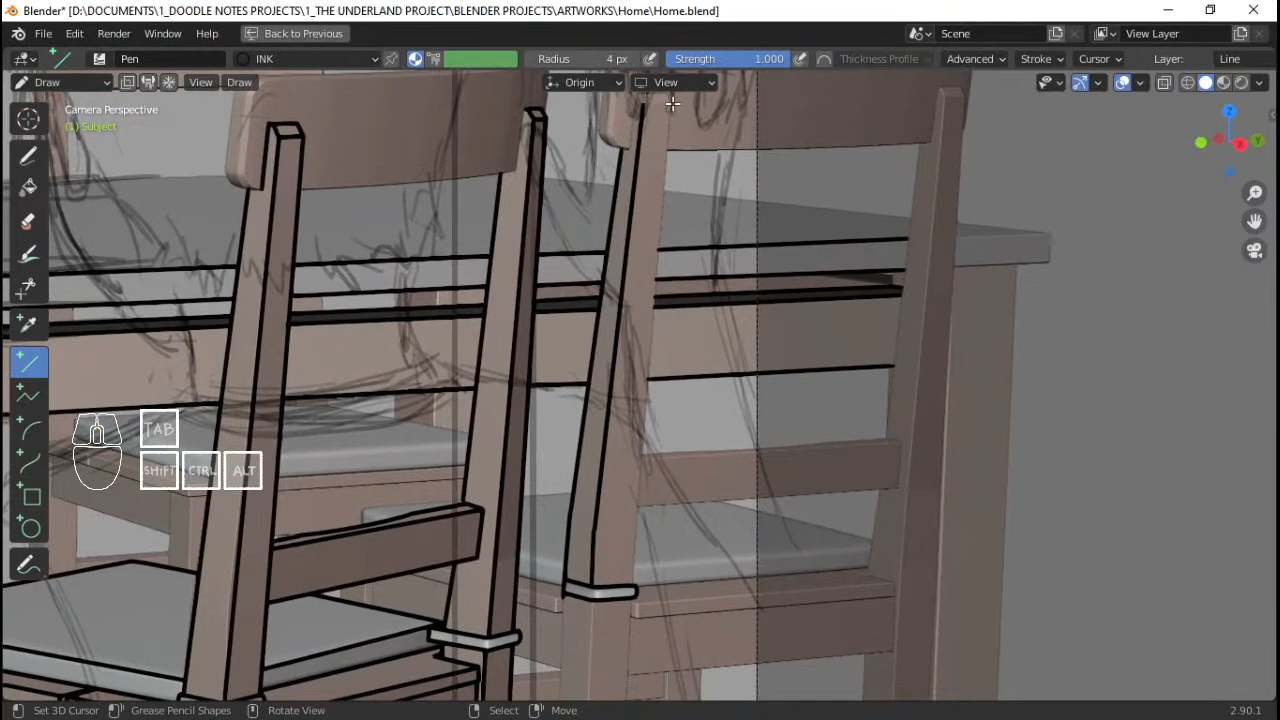 Blender* [D:\DOCUMENTS\1_DOODLE NOTES PROJECTS\1_THE UNDERLAND PROJECT\BLENDER PROJECTS\ARTWORKS\Home\Home.blend]
File Edit Render Window Help Back to Previous Scene View Layer
Pen INK Radius 4 px Strength 1.000 Thickness Profile Advanced Stroke Cursor Layer: Line
Draw View Draw Origin View
Camera Perspective
(1) Subject
Z
Y
X
TAB
SHIFT CTRL ALT
Set 3D Cursor Grease Pencil Shapes Rotate View Select Move 2.90.1